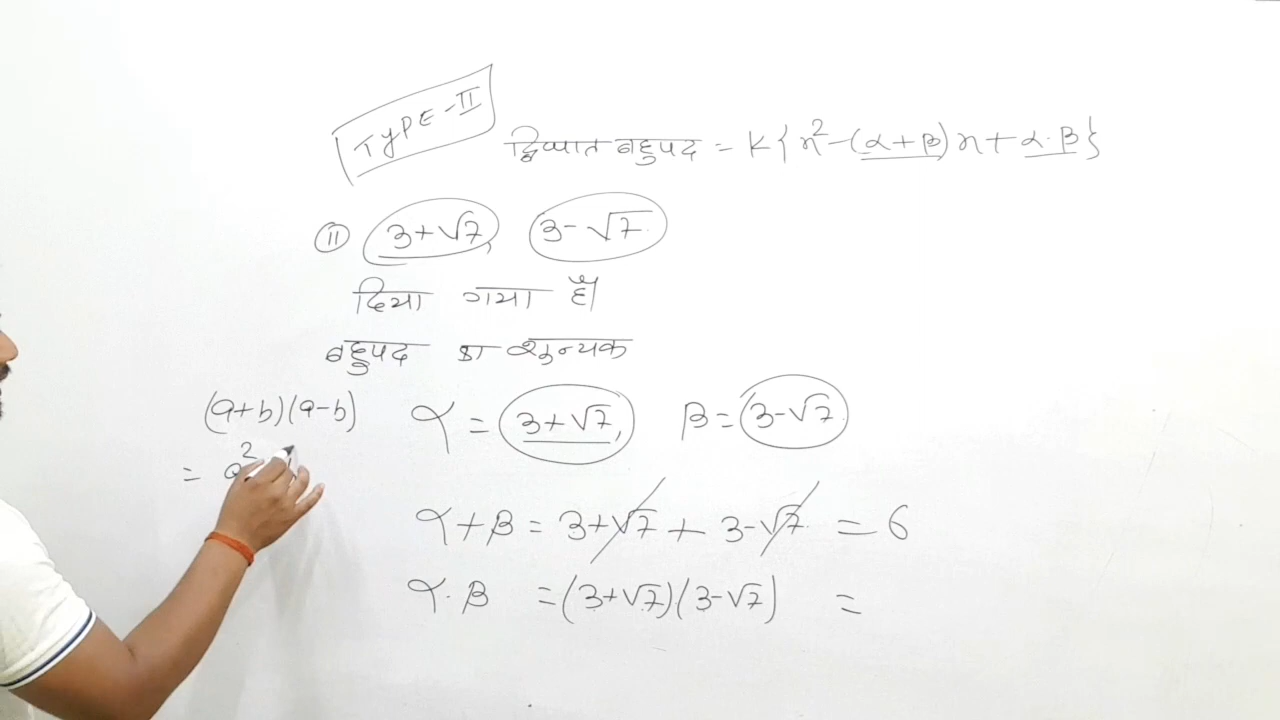 TYPE-II
द्विघात बहुपद = K{x²-(α+β)x+α.β}
(II) 3+√7, 3-√7
दिया गया है।
बहुपद का शून्यक
(a+b)(a-b)
= a²
α = 3+√7, β = 3-√7
α+β = 3+√7 + 3-√7 = 6
α.β = (3+√7)(3-√7) =